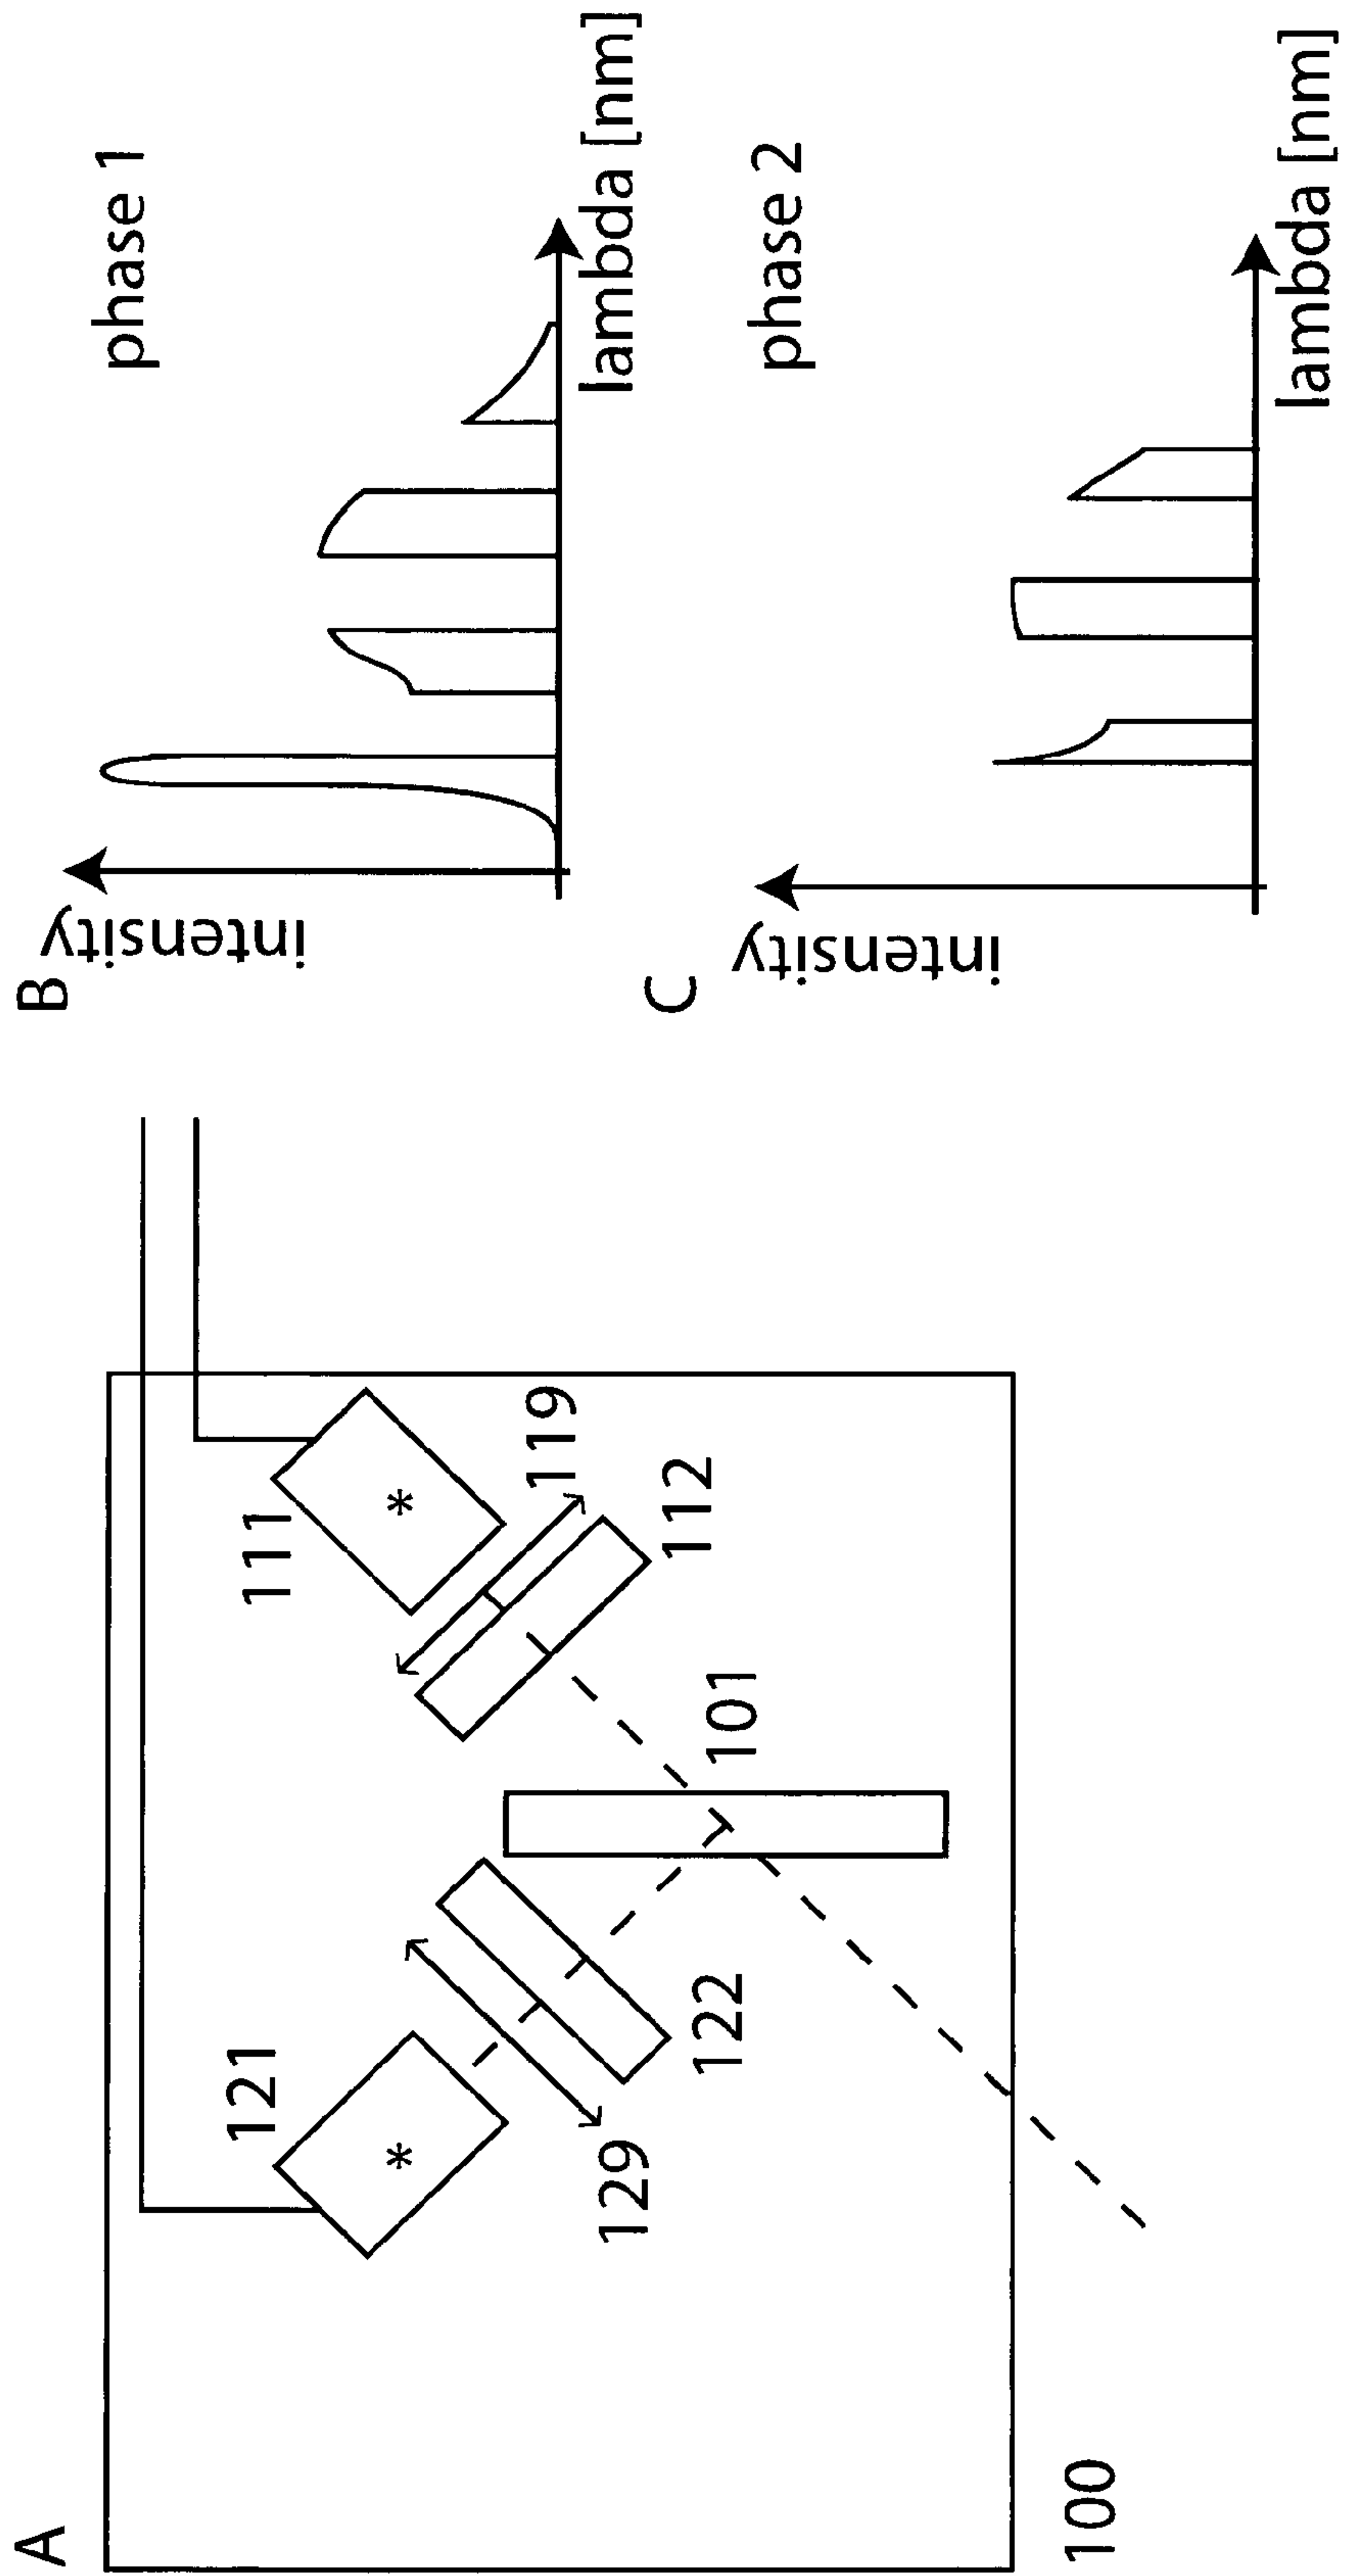 A
100
121
129
122
101
111
119
112
*
*
B
phase 1
intensity
lambda [nm]
C
phase 2
intensity
lambda [nm]